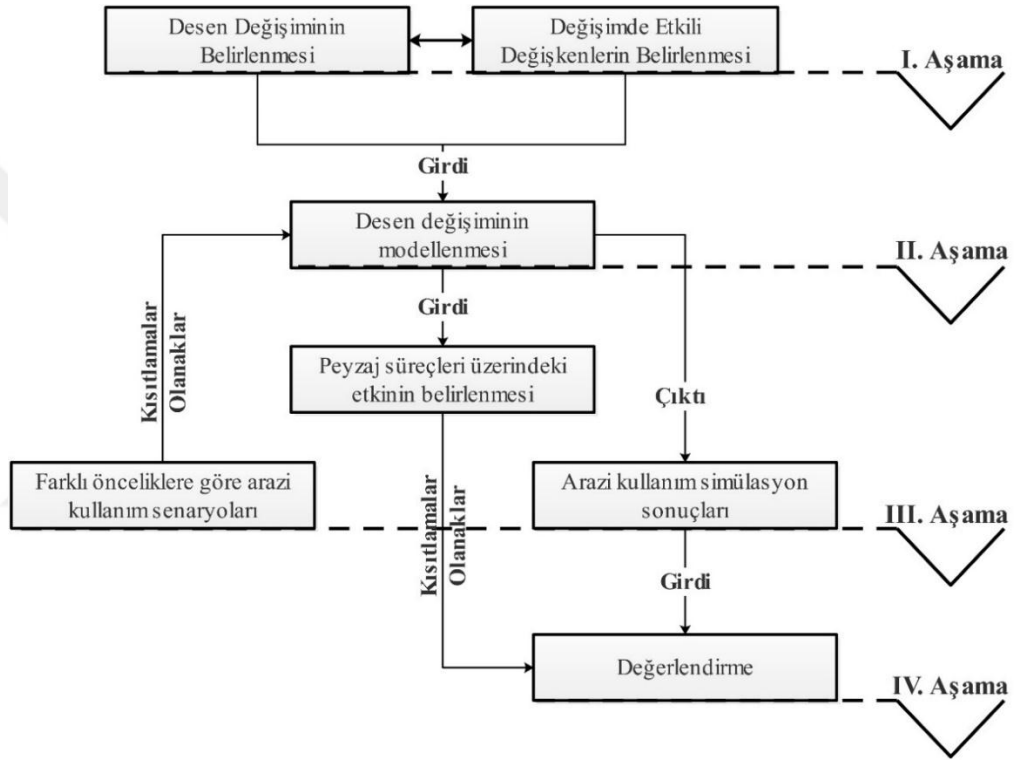 Desen Değişiminin
Belirlenmesi
Değişimde Etkili
Değişkenlerin Belirlenmesi
I. Aşama
Girdi
Desen değişiminin
modellenmesi
II. Aşama
Girdi
Kısıtlamalar
Olanaklar
Peyzaj süreçleri üzerindeki
etkinin belirlenmesi
Çıktı
Farklı önceliklere göre arazi
kullanım senaryoları
Kısıtlamalar
Olanaklar
Arazi kullanım simülasyon
sonuçları
III. Aşama
Girdi
Değerlendirme
IV. Aşama